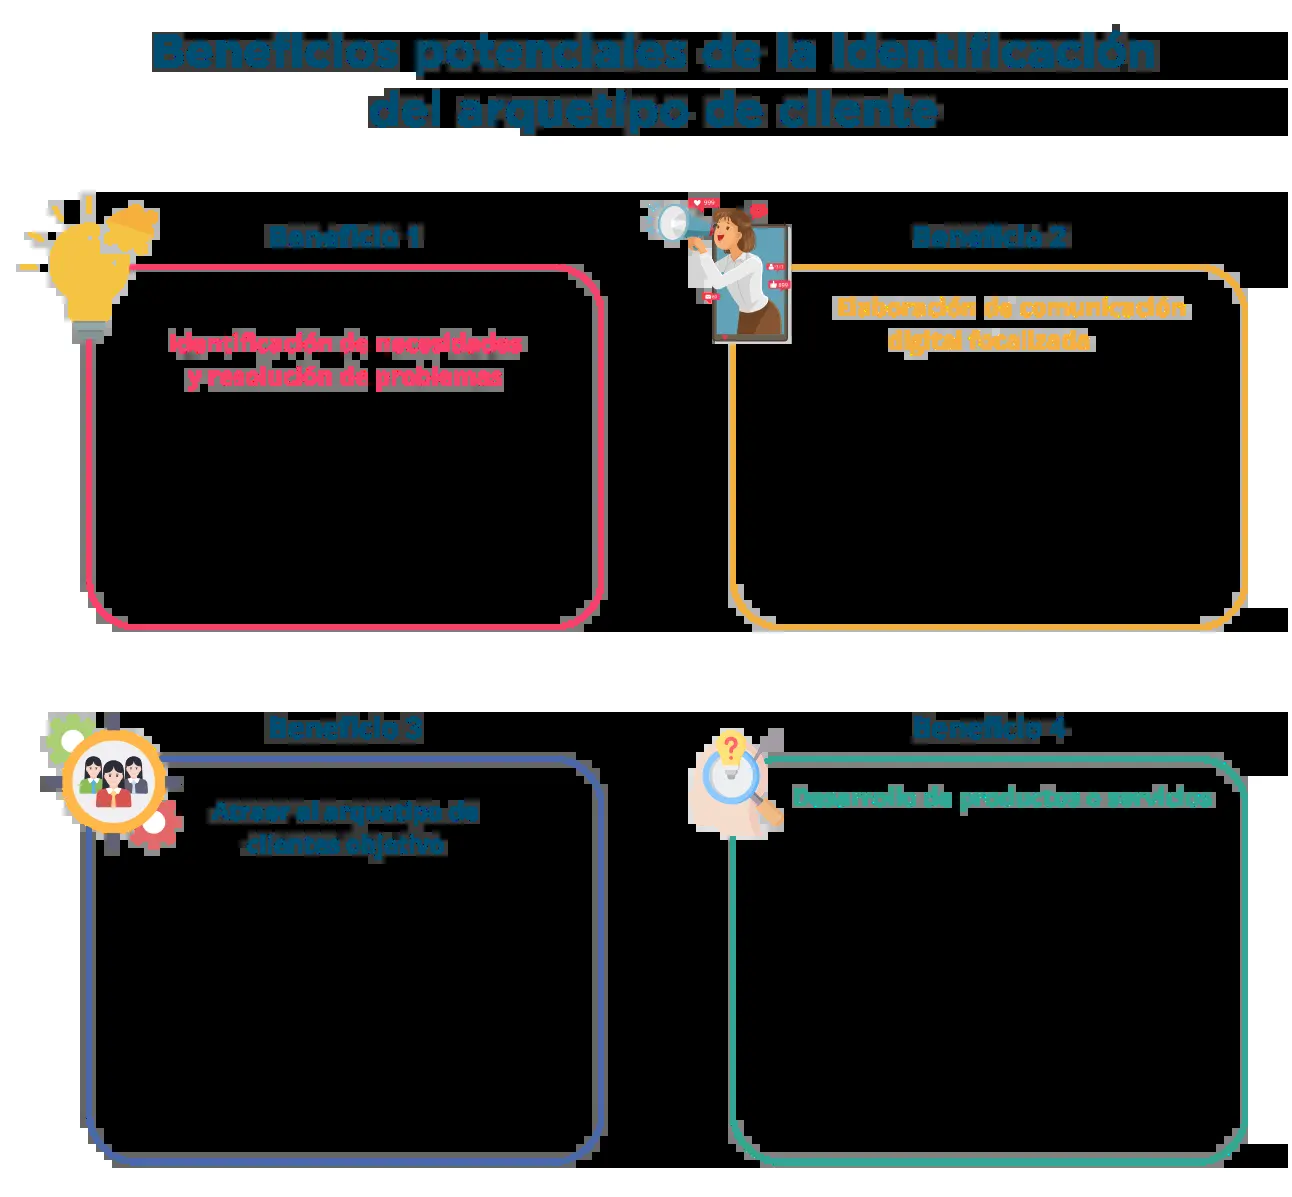 Beneficios potenciales de la identificación
del arquetipo de cliente
Beneficio 1
Identificación de necesidades
y resolución de problemas
Beneficio 2
999
Elaboración de comunicación
digital focalizada
Beneficio 3
Atraer al arquetipo de
clientes objetivo
Beneficio 4
?
Desarrollo de productos o servicios